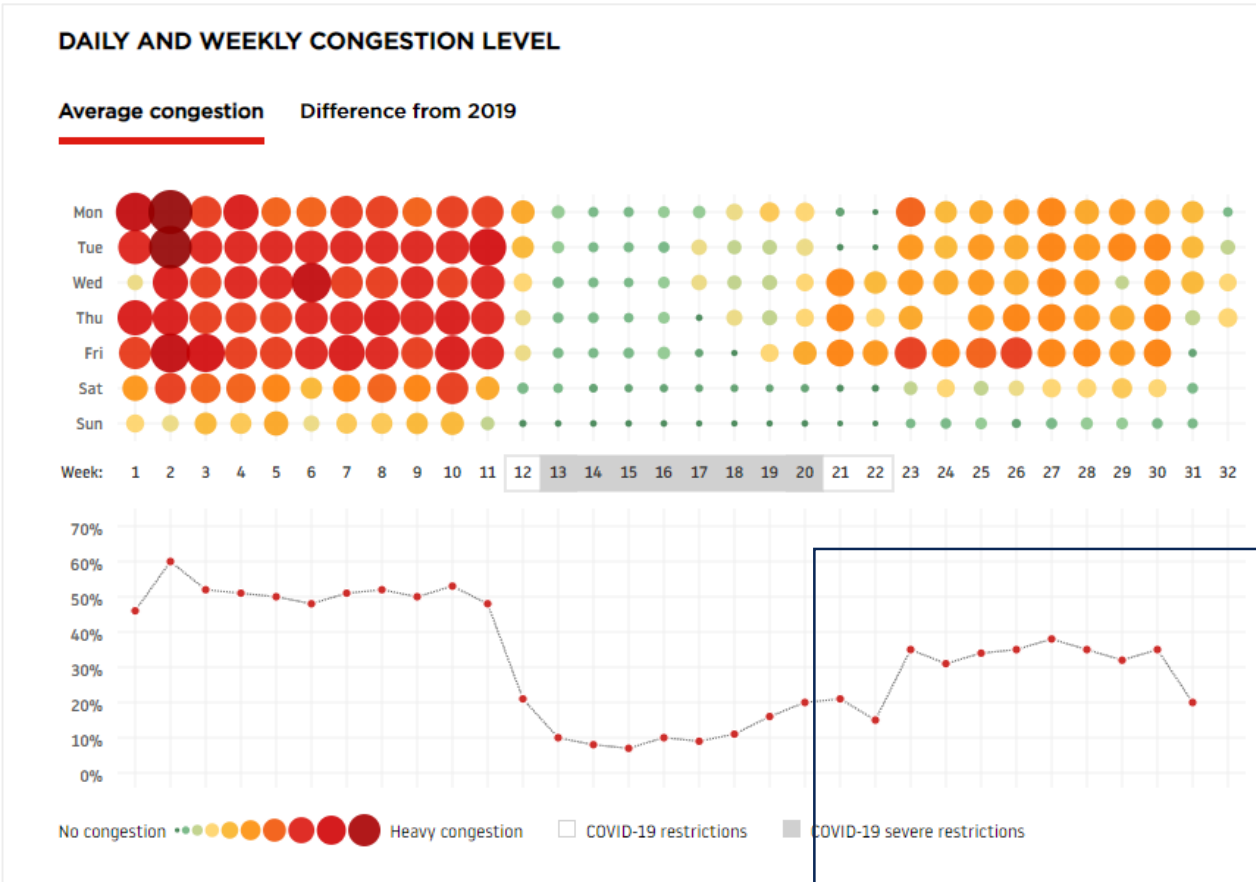 DAILY AND WEEKLY CONGESTION LEVEL
Average congestion Difference from 2019
Mon
Tue
Wed
Thu
Fri
Sat
Sun
Week: 1 2 3 4 5 6 7 8 9 10 11 12 13 14 15 16 17 18 19 20 21 22 23 24 25 26 27 28 29 30 31 32
70%
60%
50%
40%
30%
20%
10%
0%
No congestion Heavy congestion COVID-19 restrictions COVID-19 severe restrictions